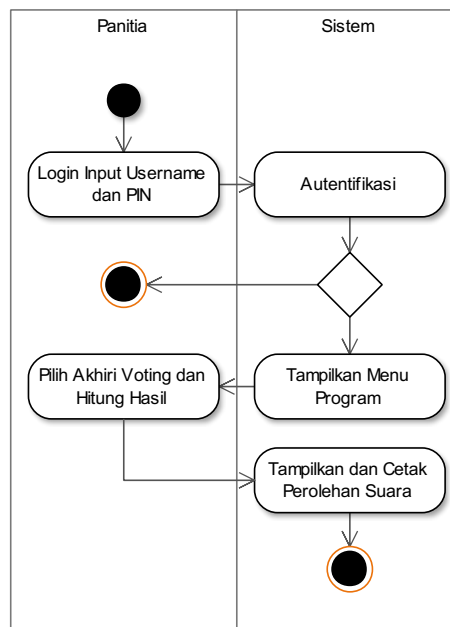 Panitia
Sistem
Login Input Username
dan PIN
Autentifikasi
Tampilkan Menu
Program
Pilih Akhiri Voting dan
Hitung Hasil
Tampilkan dan Cetak
Perolehan Suara